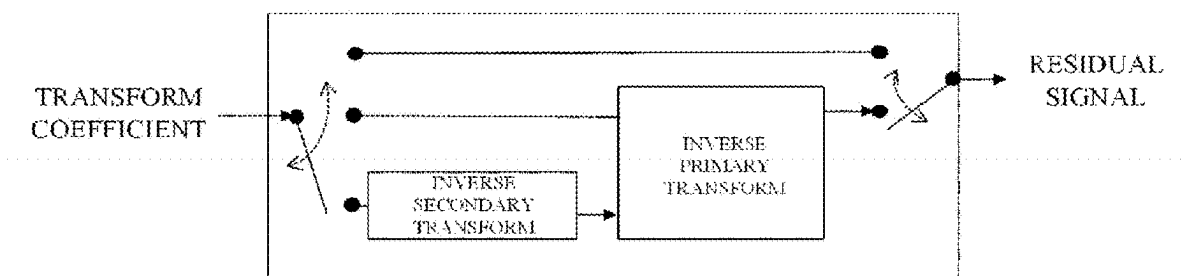 TRANSFORM
COEFFICIENT
INVERSE
SECONDARY
TRANSFORM
INVERSE
PRIMARY
TRANSFORM
RESIDUAL
SIGNAL